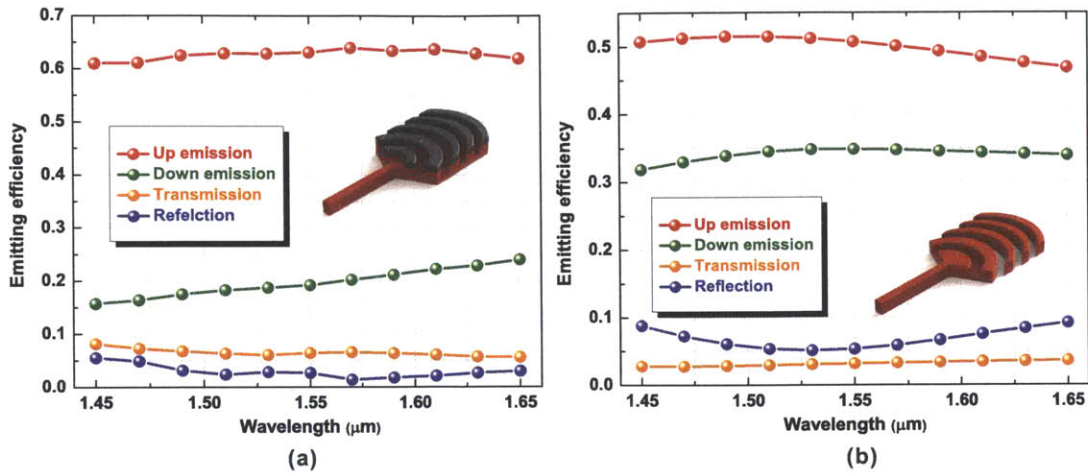 0.7
0.6
0.5
0.4
0.3
0.2
0.1
0.0
Emitting efficiency
Up emission
Down emission
Transmission
Refelction
1.45 1.50 1.55 1.60 1.65
Wavelength (μm)
(a)
0.5
0.4
0.3
0.2
0.1
0.0
Emitting efficiency
Up emission
Down emission
Transmission
Reflection
1.45 1.50 1.55 1.60 1.65
Wavelength (μm)
(b)